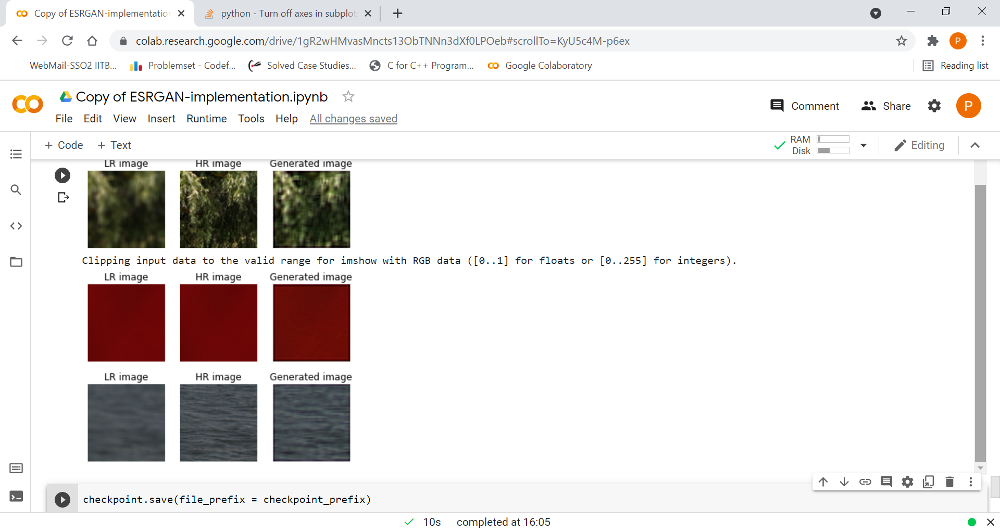 Copy of ESRGAN-implementation
python - Turn off axes in subplots
colab.research.google.com/drive/1gR2wHMvasMncts13ObTNNn3dXf0LPOeb#scrollTo=KyU5c4M-p6ex
P
WebMail-SSO2 IITB...
Problemset - Codef...
Solved Case Studies...
C for C++ Program...
Google Colaboratory
Reading list
Copy of ESRGAN-implementation.ipynb
Comment
Share
P
File Edit View Insert Runtime Tools Help All changes saved
+ Code + Text
RAM
Disk
Editing
LR image HR image Generated image
Clipping input data to the valid range for imshow with RGB data ([0..1] for floats or [0..255] for integers).
LR image HR image Generated image
LR image HR image Generated image
checkpoint.save(file_prefix = checkpoint_prefix)
10s completed at 16:05